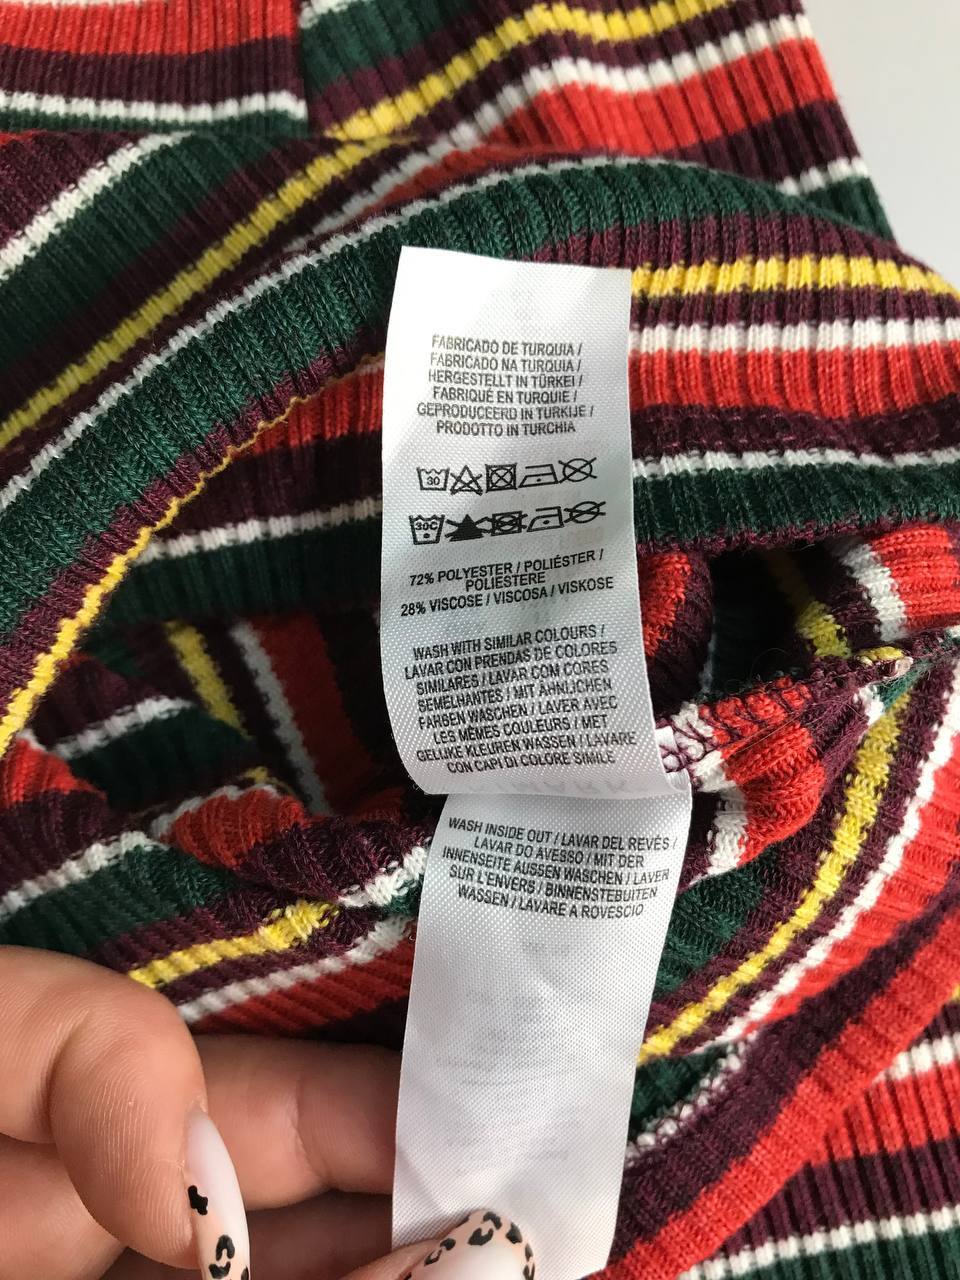 FABRICADO DE TURQUIA /
FABRICADO NA TURQUIA /
HERGESTELLT IN TÜRKEI /
FABRIQUÉ EN TURQUIE /
GEPRODUCEERD IN TURKIJE /
PRODOTTO IN TURCHIA
30
30C
72% POLYESTER / POLIÉSTER /
POLIESTERE
28% VISCOSE / VISCOSA / VISKOSE
WASH WITH SIMILAR COLOURS /
LAVAR CON PRENDAS DE COLORES
SIMILARES / LAVAR COM CORES
SEMELHANTES / MIT ÄHNLICHEN
FARBEN WASCHEN / LAVER AVEC
LES MÊMES COULEURS / MET
GELIJKE KLEUREN WASSEN / LAVARE
CON CAPI DI COLORE SIMILE
WASH INSIDE OUT / LAVAR DEL REVÉS /
LAVAR DO AVESSO / MIT DER
INNENSEITE AUSSEN WASCHEN / LAVER
SUR L'ENVERS / BINNENSTEBUITEN
WASSEN / LAVARE A ROVESCIO